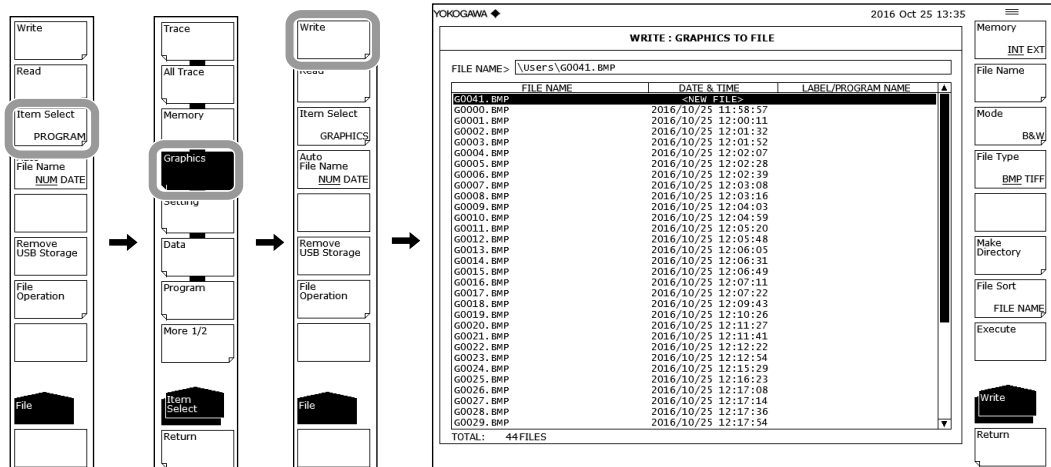 Write
Read
Item Select
PROGRAM
File Name
NUM DATE
Remove
USB Storage
File
Operation
File
Trace
All Trace
Memory
Graphics
Setting
Data
Program
More 1/2
Item
Select
Return
Write
Read
Item Select
GRAPHICS
Auto
File Name
NUM DATE
Remove
USB Storage
File
Operation
File
YOKOGAWA 2016 Oct 25 13:35
WRITE : GRAPHICS TO FILE
FILE NAME> \Users\G0041.BMP
FILE NAME DATE & TIME LABEL/PROGRAM NAME
G0041.BMP <NEW FILE>
G0000.BMP 2016/10/25 11:58:57
G0001.BMP 2016/10/25 12:00:11
G0002.BMP 2016/10/25 12:01:32
G0003.BMP 2016/10/25 12:01:52
G0004.BMP 2016/10/25 12:02:07
G0005.BMP 2016/10/25 12:02:28
G0006.BMP 2016/10/25 12:02:39
G0007.BMP 2016/10/25 12:03:08
G0008.BMP 2016/10/25 12:03:16
G0009.BMP 2016/10/25 12:04:03
G0010.BMP 2016/10/25 12:04:59
G0011.BMP 2016/10/25 12:05:20
G0012.BMP 2016/10/25 12:05:48
G0013.BMP 2016/10/25 12:06:05
G0014.BMP 2016/10/25 12:06:31
G0015.BMP 2016/10/25 12:06:49
G0016.BMP 2016/10/25 12:07:11
G0017.BMP 2016/10/25 12:07:22
G0018.BMP 2016/10/25 12:09:43
G0019.BMP 2016/10/25 12:10:26
G0020.BMP 2016/10/25 12:11:27
G0021.BMP 2016/10/25 12:11:41
G0022.BMP 2016/10/25 12:12:22
G0023.BMP 2016/10/25 12:12:54
G0024.BMP 2016/10/25 12:15:29
G0025.BMP 2016/10/25 12:16:23
G0026.BMP 2016/10/25 12:17:08
G0027.BMP 2016/10/25 12:17:14
G0028.BMP 2016/10/25 12:17:36
G0029.BMP 2016/10/25 12:17:54
TOTAL: 44FILES
Memory
INT EXT
File Name
Mode
B&W
File Type
BMP TIFF
Make
Directory
File Sort
FILE NAME
Execute
Write
Return